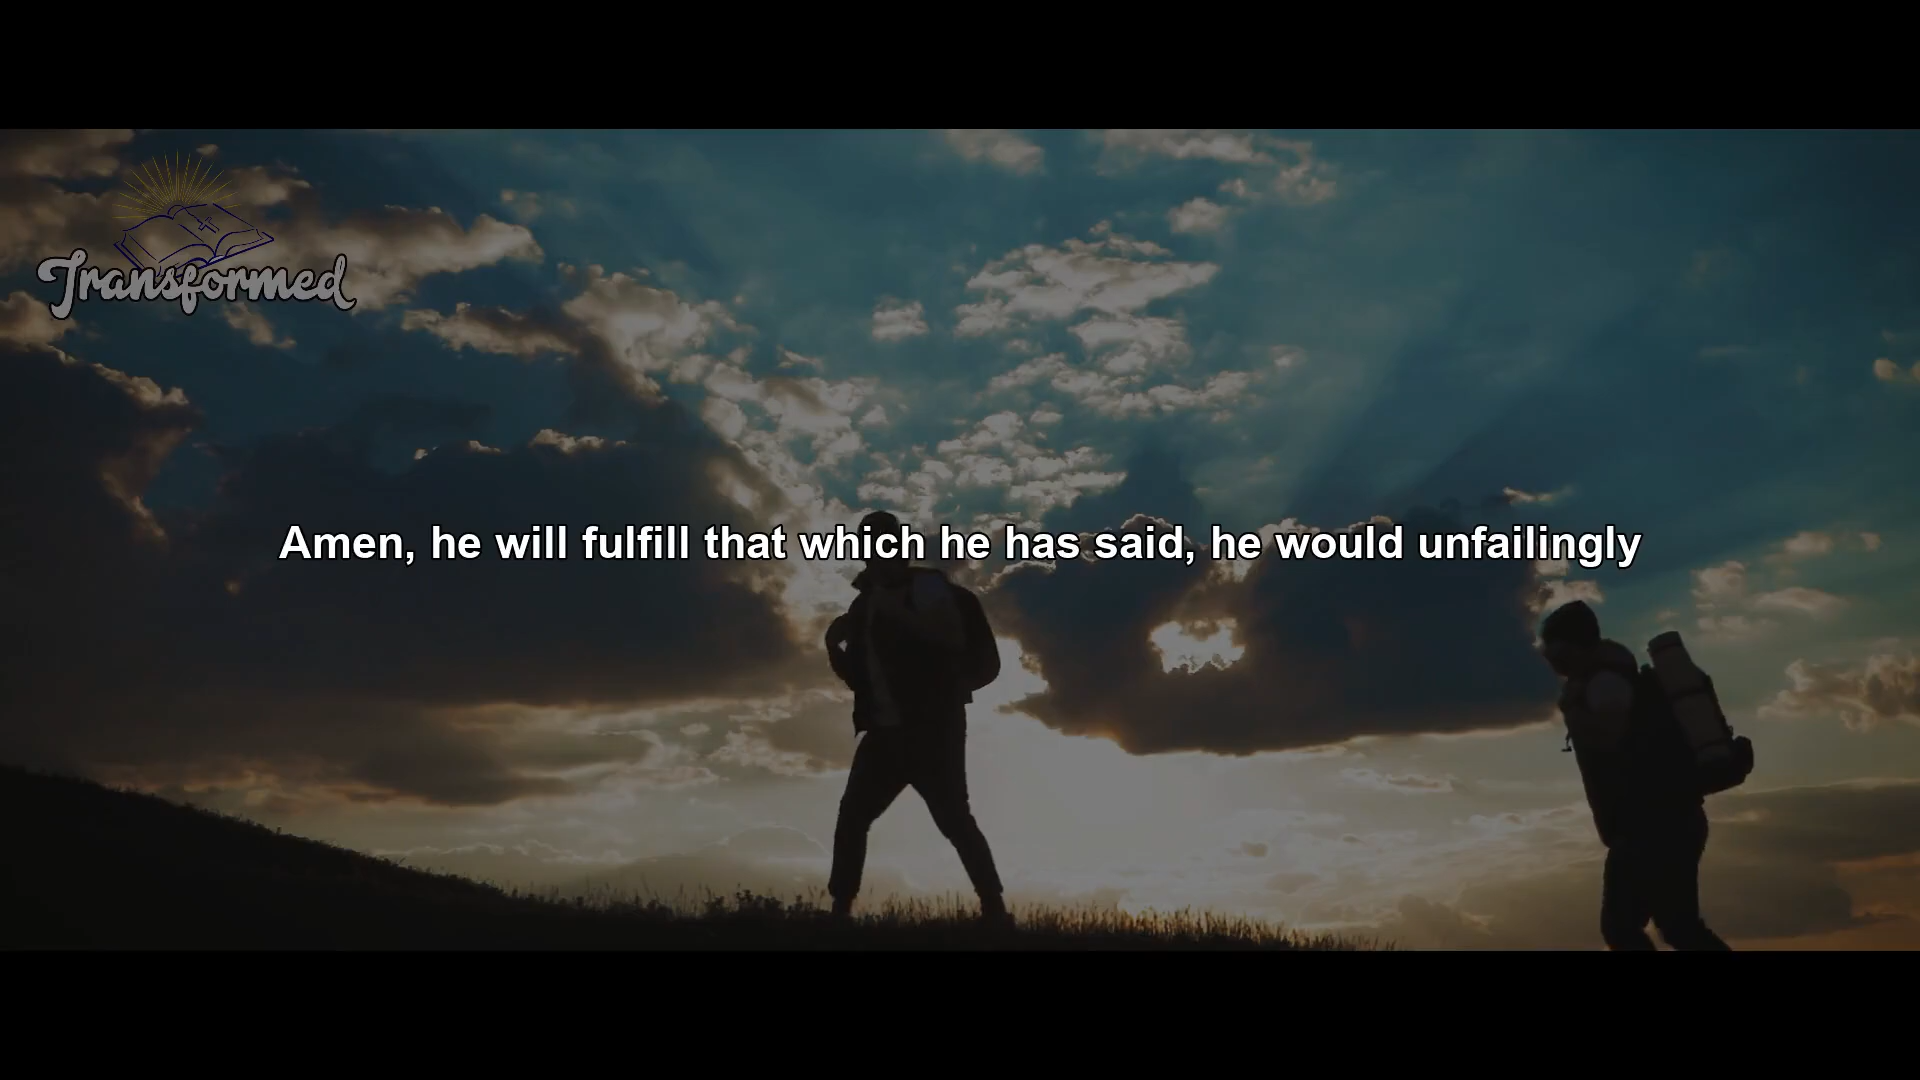 Transformed
Amen, he will fulfill that which he has said, he would unfailingly